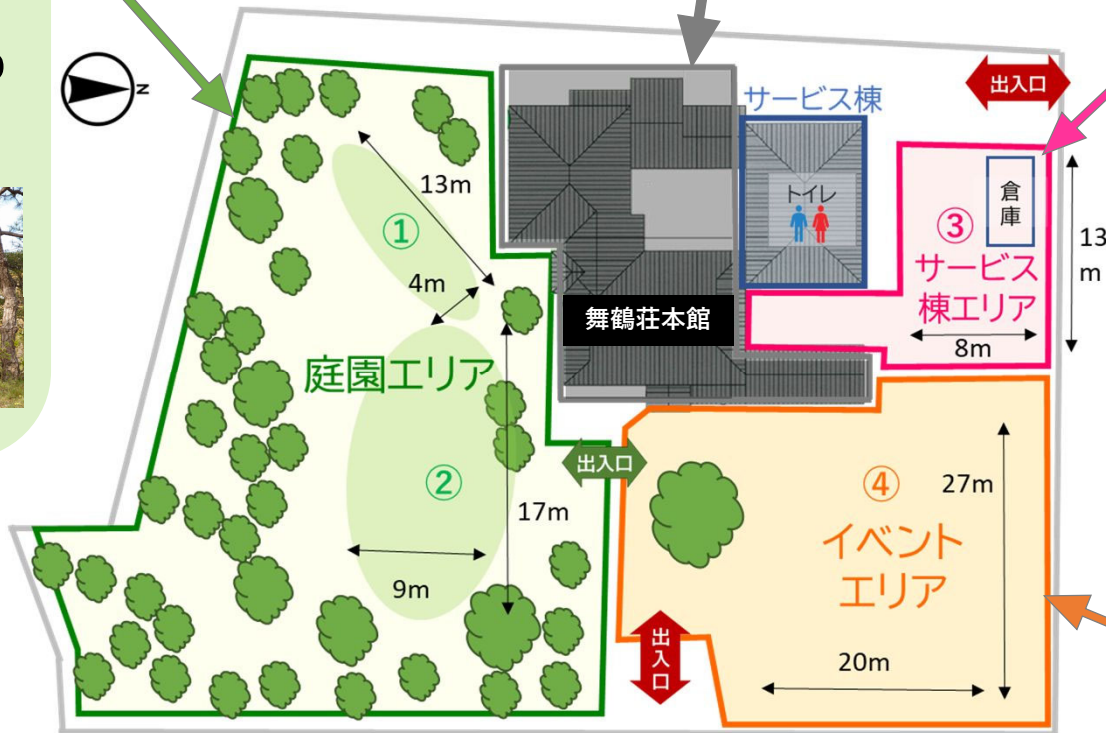 N
出入口
サービス棟
トイレ
倉庫
13m
①
13
m
③
サービス
棟エリア
4m
舞鶴荘本館
8m
庭園エリア
出入口
②
④
27m
17m
イベント
エリア
9m
出入口
20m